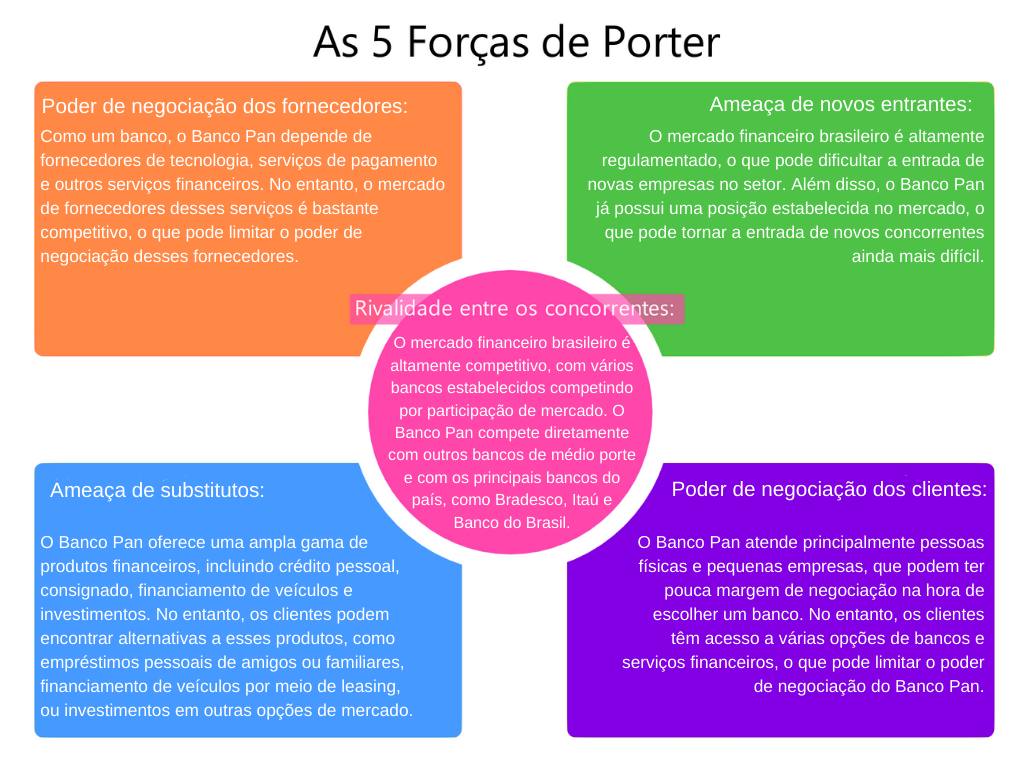 As 5 Forças de Porter
Poder de negociação dos fornecedores:
Como um banco, o Banco Pan depende de
fornecedores de tecnologia, serviços de pagamento
e outros serviços financeiros. No entanto, o mercado
de fornecedores desses serviços é bastante
competitivo, o que pode limitar o poder de
negociação desses fornecedores.
Ameaça de novos entrantes:
O mercado financeiro brasileiro é altamente
regulamentado, o que pode dificultar a entrada de
novas empresas no setor. Além disso, o Banco Pan
já possui uma posição estabelecida no mercado, o
que pode tornar a entrada de novos concorrentes
ainda mais difícil.
Rivalidade entre os concorrentes:
O mercado financeiro brasileiro é
altamente competitivo, com vários
bancos estabelecidos competindo
por participação de mercado. O
Banco Pan compete diretamente
com outros bancos de médio porte
e com os principais bancos do
país, como Bradesco, Itaú e
Banco do Brasil.
Ameaça de substitutos:
O Banco Pan oferece uma ampla gama de
produtos financeiros, incluindo crédito pessoal,
consignado, financiamento de veículos e
investimentos. No entanto, os clientes podem
encontrar alternativas a esses produtos, como
empréstimos pessoais de amigos ou familiares,
financiamento de veículos por meio de leasing,
ou investimentos em outras opções de mercado.
Poder de negociação dos clientes:
O Banco Pan atende principalmente pessoas
físicas e pequenas empresas, que podem ter
pouca margem de negociação na hora de
escolher um banco. No entanto, os clientes
têm acesso a várias opções de bancos e
serviços financeiros, o que pode limitar o poder
de negociação do Banco Pan.